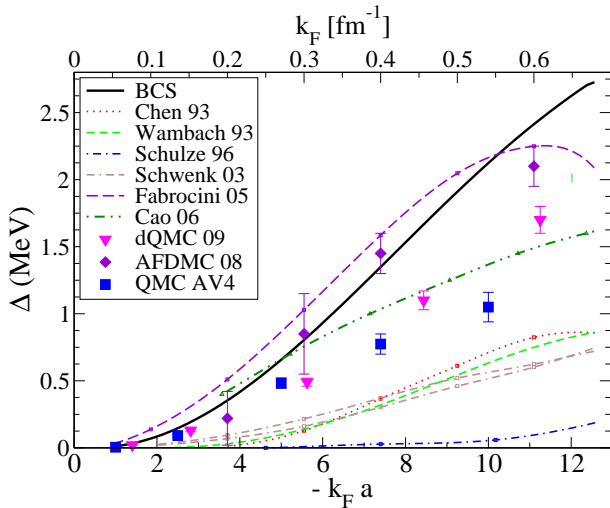 k_F [fm^-1]
0 0.1 0.2 0.3 0.4 0.5 0.6
Δ (MeV)
2.5
2
1.5
1
0.5
0
BCS
Chen 93
Wambach 93
Schulze 96
Schwenk 03
Fabrocini 05
Cao 06
dQMC 09
AFDMC 08
QMC AV4
0 2 4 6 8 10 12
- k_F a